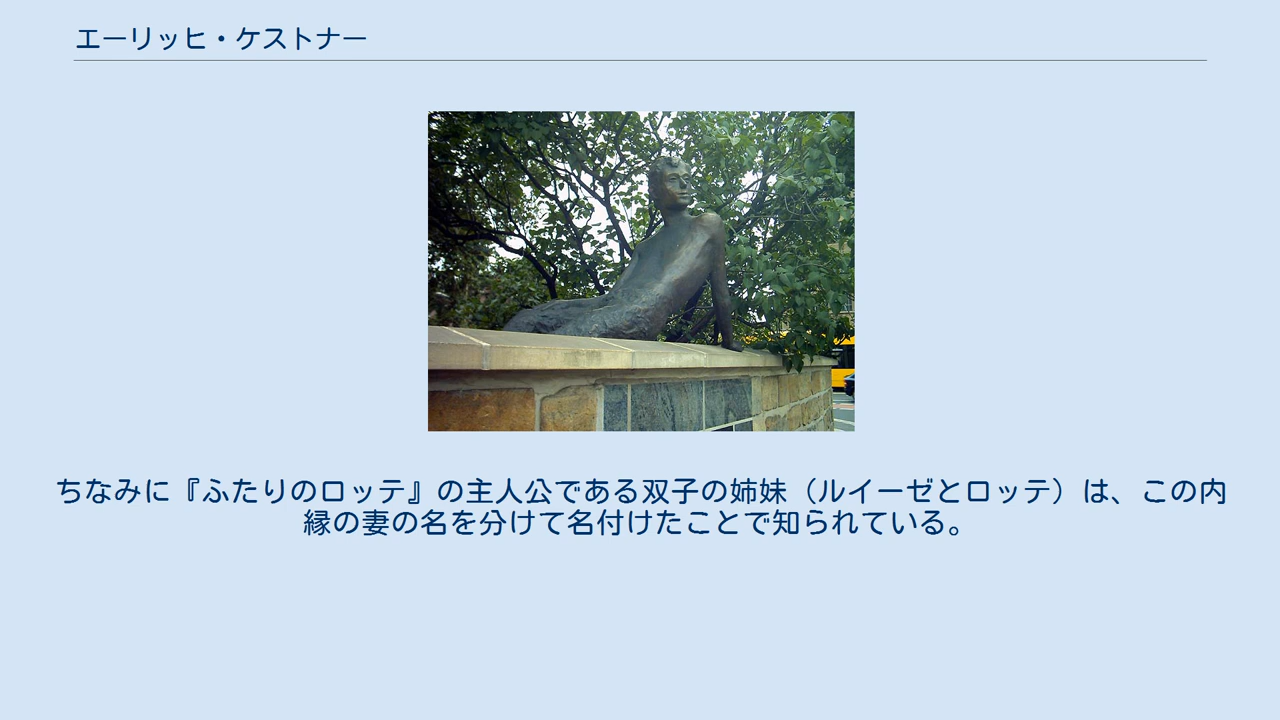 エーリッヒ・ケストナー
ちなみに『ふたりのロッテ』の主人公である双子の姉妹（ルイーゼとロッテ）は、この内
縁の妻の名を分けて名付けたことで知られている。